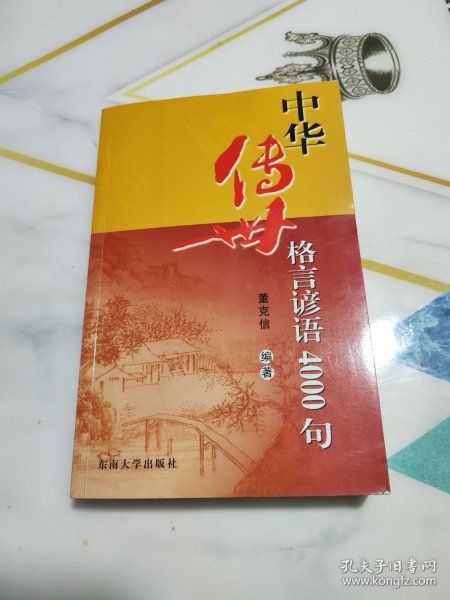 中华
传世
格言谚语4000句
董克信
编著
东南大学出版社
孔夫子旧书网
www.kongfz.com